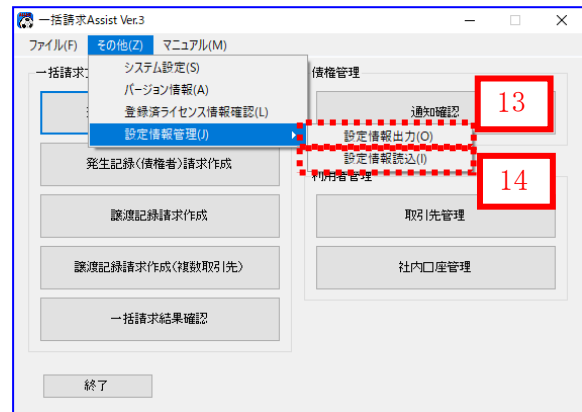 一括請求Assist Ver.3
ファイル(F) その他(Z) マニュアル(M)
システム設定(S)
バージョン情報(A)
登録済ライセンス情報確認(L)
設定情報管理(J)
設定情報出力(O)
設定情報読込(I)
13
14
一括請求
発生記録(債権者)請求作成
譲渡記録請求作成
譲渡記録請求作成(複数取引先)
一括請求結果確認
債権管理
通知確認
利用者管理
取引先管理
社内口座管理
終了